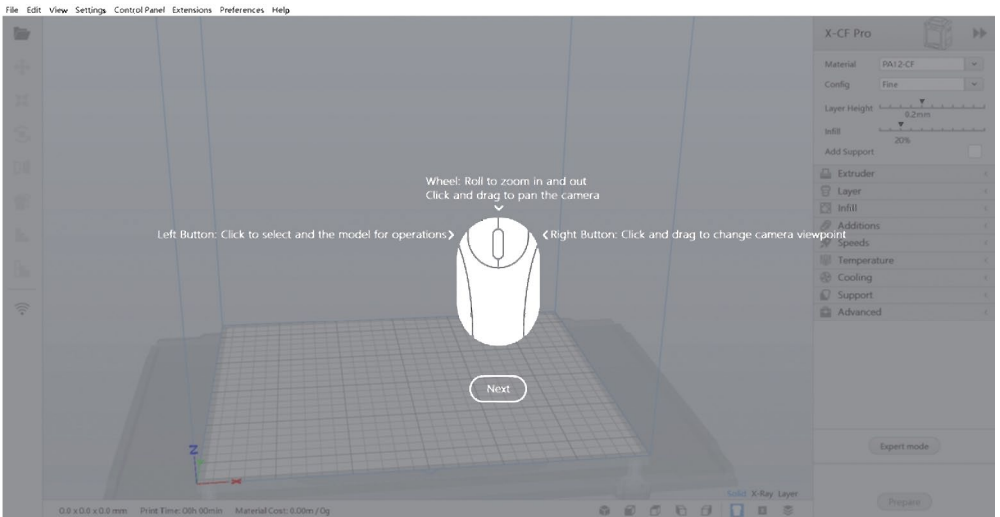 File Edit View Settings Control Panel Extensions Preferences Help
X-CF Pro
Material PA12-CF
Config Fine
Layer Height
0.2mm
Infill
20%
Add Support
Extruder
Layer
Infill
Additions
Speeds
Temperature
Cooling
Support
Advanced
Wheel: Roll to zoom in and out
Click and drag to pan the camera
Left Button: Click to select and the model for operations
Right Button: Click and drag to change camera viewpoint
Next
Z
Expert mode
Solid X-Ray Layer
Prepare
0.0 x 0.0 x 0.0 mm Print Time: 00h 00min Material Cost: 0.00m / 0g